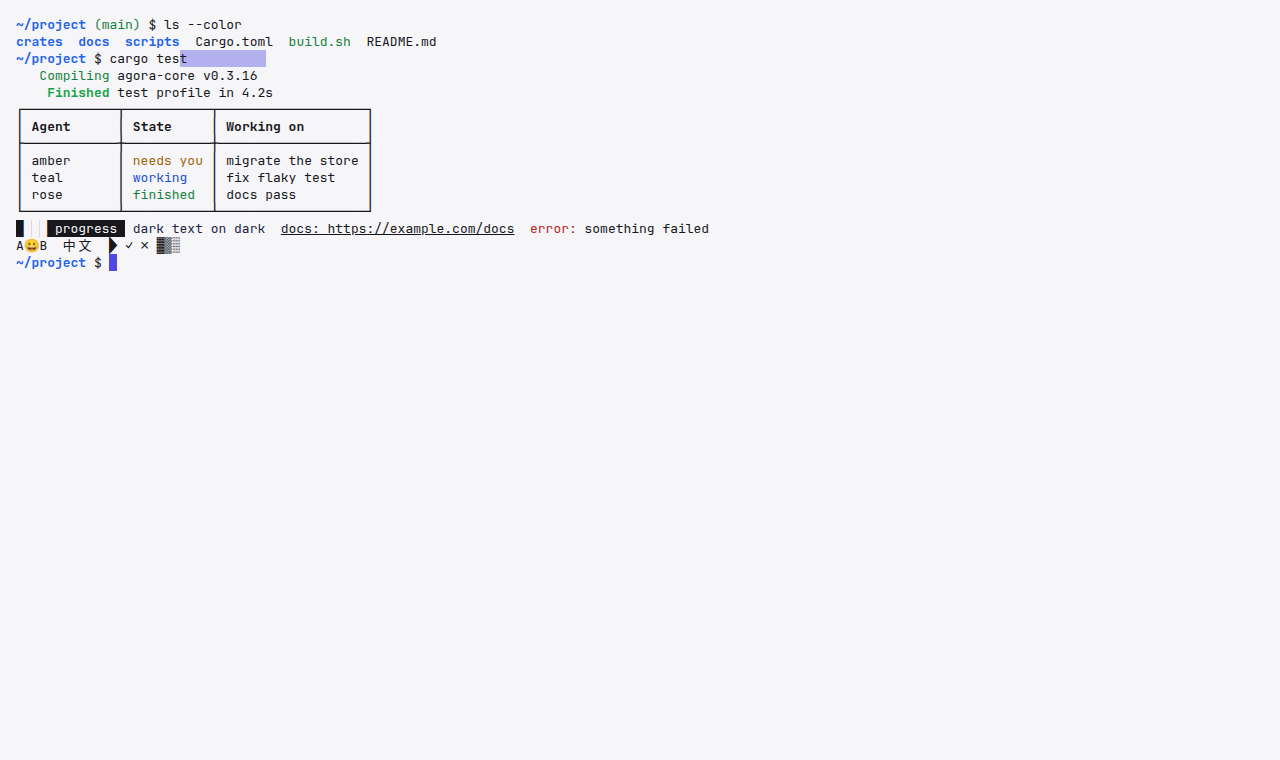 ~/project (main) $ ls --color
crates  docs  scripts  Cargo.toml  build.sh  README.md
~/project $ cargo test
Compiling agora-core v0.3.16
Finished test profile in 4.2s
Agent State Working on
amber needs you migrate the store
teal working fix flaky test
rose finished docs pass
progress dark text on dark  docs: https://example.com/docs  error: something failed
A😀B  中文  ✓ × ▓▒░
~/project $